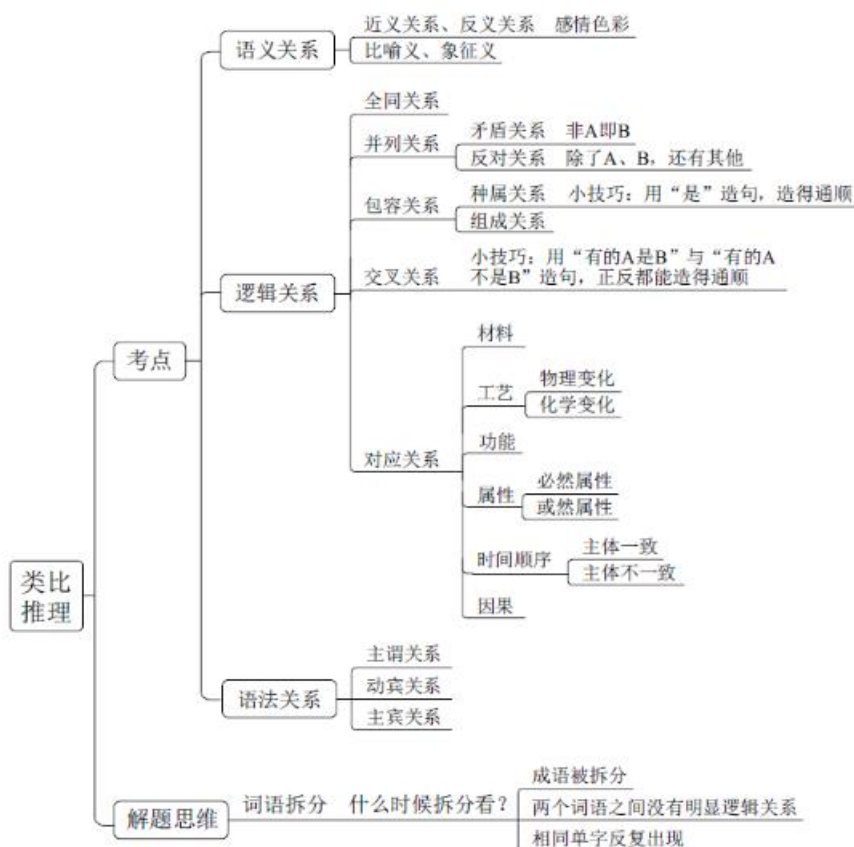 类比
推理
考点
语义关系
近义关系、反义关系 感情色彩
比喻义、象征义
逻辑关系
全同关系
并列关系
矛盾关系 非A即B
反对关系 除了A、B，还有其他
包容关系
种属关系 小技巧：用“是”造句，造得通顺
组成关系
交叉关系
小技巧：用“有的A是B”与“有的A
不是B”造句，正反都能造得通顺
对应关系
材料
工艺
物理变化
化学变化
功能
属性
必然属性
或然属性
时间顺序
主体一致
主体不一致
因果
语法关系
主谓关系
动宾关系
主宾关系
解题思维
词语拆分 什么时候拆分看？
成语被拆分
两个词语之间没有明显逻辑关系
相同单字反复出现